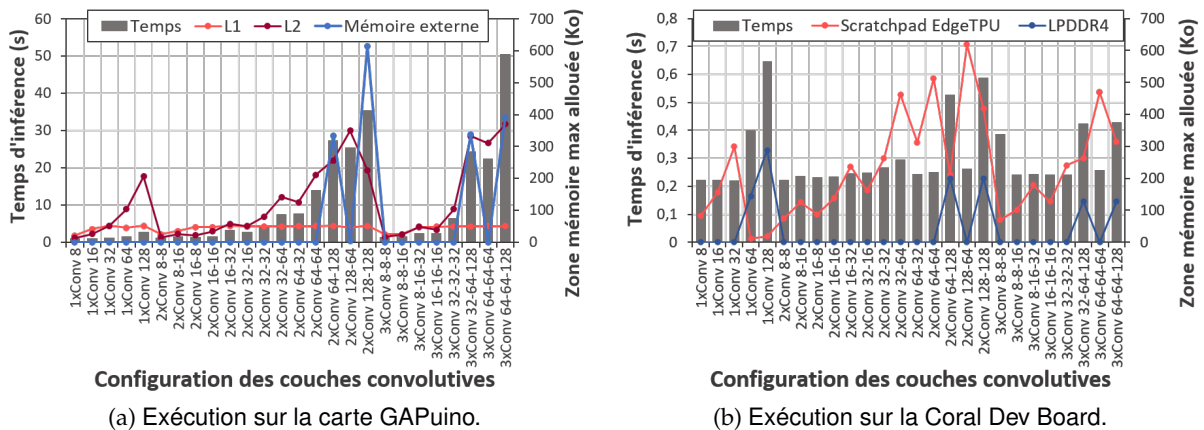 Temps L1 L2 Mémoire externe
Temps d'inférence (s)
60
50
40
30
20
10
0
700
600
500
400
300
200
100
0
Zone mémoire max allouée (Ko)
1xConv 8
1xConv 16
1xConv 32
1xConv 64
1xConv 128
2xConv 8-8
2xConv 8-16
2xConv 16-8
2xConv 16-16
2xConv 16-32
2xConv 32-16
2xConv 32-32
2xConv 32-64
2xConv 64-32
2xConv 64-64
2xConv 64-128
2xConv 128-64
2xConv 128-128
3xConv 8-8-8
3xConv 8-8-16
3xConv 8-16-32
3xConv 16-16-16
3xConv 32-32-32
3xConv 32-64-128
3xConv 64-64-64
3xConv 64-64-128
Configuration des couches convolutives
(a) Exécution sur la carte GAPuino.
Temps Scratchpad EdgeTPU LPDDR4
Temps d'inférence (s)
0,8
0,7
0,6
0,5
0,4
0,3
0,2
0,1
0
700
600
500
400
300
200
100
0
Zone mémoire max allouée (Ko)
1xConv 8
1xConv 16
1xConv 32
1xConv 64
1xConv 128
2xConv 8-8
2xConv 8-16
2xConv 16-8
2xConv 16-16
2xConv 16-32
2xConv 32-16
2xConv 32-32
2xConv 32-64
2xConv 64-32
2xConv 64-64
2xConv 64-128
2xConv 128-64
2xConv 128-128
3xConv 8-8-8
3xConv 8-8-16
3xConv 8-16-32
3xConv 16-16-16
3xConv 32-32-32
3xConv 32-64-128
3xConv 64-64-64
3xConv 64-64-128
Configuration des couches convolutives
(b) Exécution sur la Coral Dev Board.